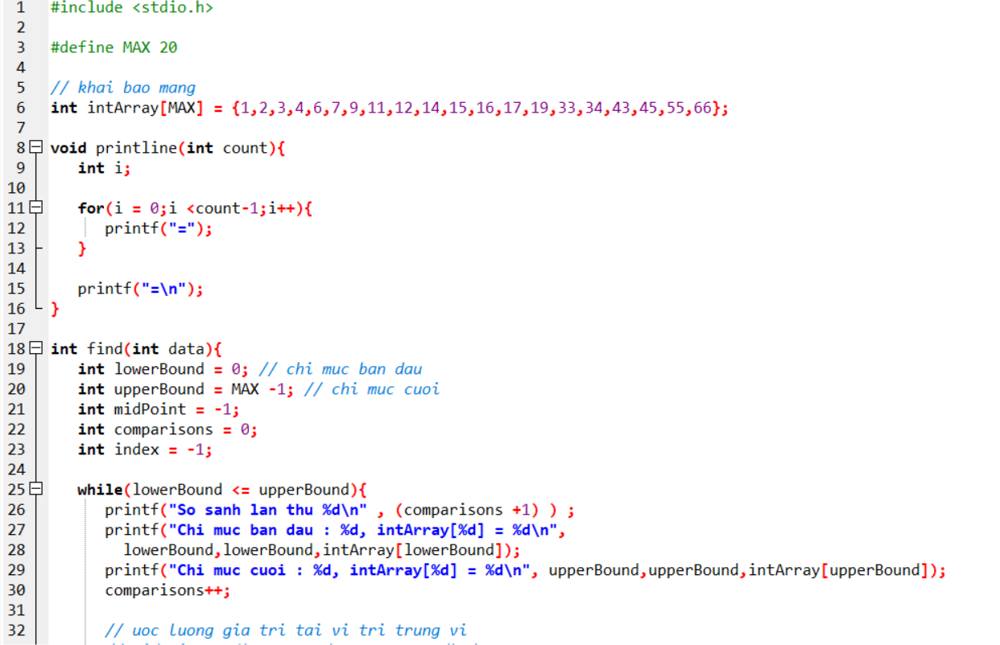 1 #include <stdio.h>
2
3 #define MAX 20
4
5 // khai bao mang
6 int intArray[MAX] = {1,2,3,4,6,7,9,11,12,14,15,16,17,19,33,34,43,45,55,66};
7
8 void printline(int count){
9 int i;
10
11 for(i = 0;i <count-1;i++){
12 printf("=");
13 }
14
15 printf("=\n");
16 }
17
18 int find(int data){
19 int lowerBound = 0; // chi muc ban dau
20 int upperBound = MAX -1; // chi muc cuoi
21 int midPoint = -1;
22 int comparisons = 0;
23 int index = -1;
24
25 while(lowerBound <= upperBound){
26 printf("So sanh lan thu %d\n" , (comparisons +1) ) ;
27 printf("Chi muc ban dau : %d, intArray[%d] = %d\n",
28 lowerBound,lowerBound,intArray[lowerBound]);
29 printf("Chi muc cuoi : %d, intArray[%d] = %d\n", upperBound,upperBound,intArray[upperBound]);
30 comparisons++;
31
32 // uoc luong gia tri tai vi tri trung vi